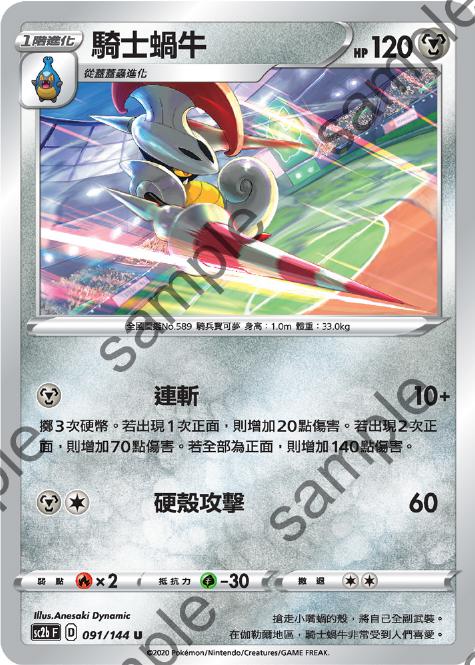 1階進化
騎士蝸牛
HP 120
從蓋蓋蟲進化
sample
sample
全國圖鑑No.589 騎兵寶可夢 身高：1.0m 體重：33.0kg
連斬 10+
擲3次硬幣。若出現1次正面，則增加20點傷害。若出現2次正
面，則增加70點傷害。若全部為正面，則增加140點傷害。
sample
sample
硬殼攻擊 60
弱點 ×2 抵抗力 -30 撤退
sample
Illus.Anesaki Dynamic
sc2b F D 091/144 U
搶走小嘴蝸的殼，將自己全副武裝。
在伽勒爾地區，騎士蝸牛非常受到人們喜愛。
©2020 Pokémon/Nintendo/Creatures/GAME FREAK.